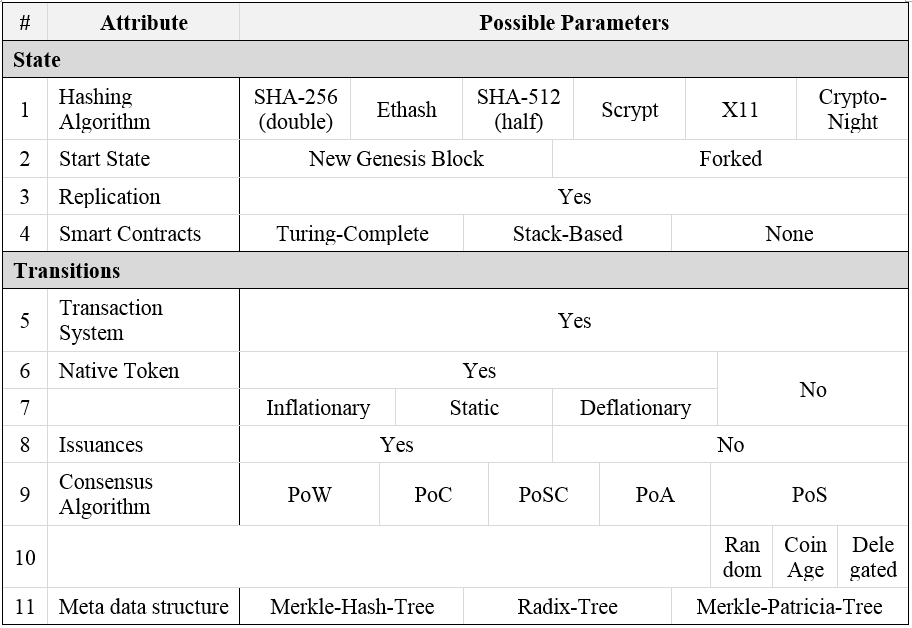 # Attribute Possible Parameters
State
1 Hashing Algorithm SHA-256 (double) Ethash SHA-512 (half) Scrypt X11 Crypto-Night
2 Start State New Genesis Block Forked
3 Replication Yes
4 Smart Contracts Turing-Complete Stack-Based None
Transitions
5 Transaction System Yes
6 Native Token Yes No
7 Inflationary Static Deflationary
8 Issuances Yes No
9 Consensus Algorithm PoW PoC PoSC PoA PoS
10 Ran dom Coin Age Dele gated
11 Meta data structure Merkle-Hash-Tree Radix-Tree Merkle-Patricia-Tree